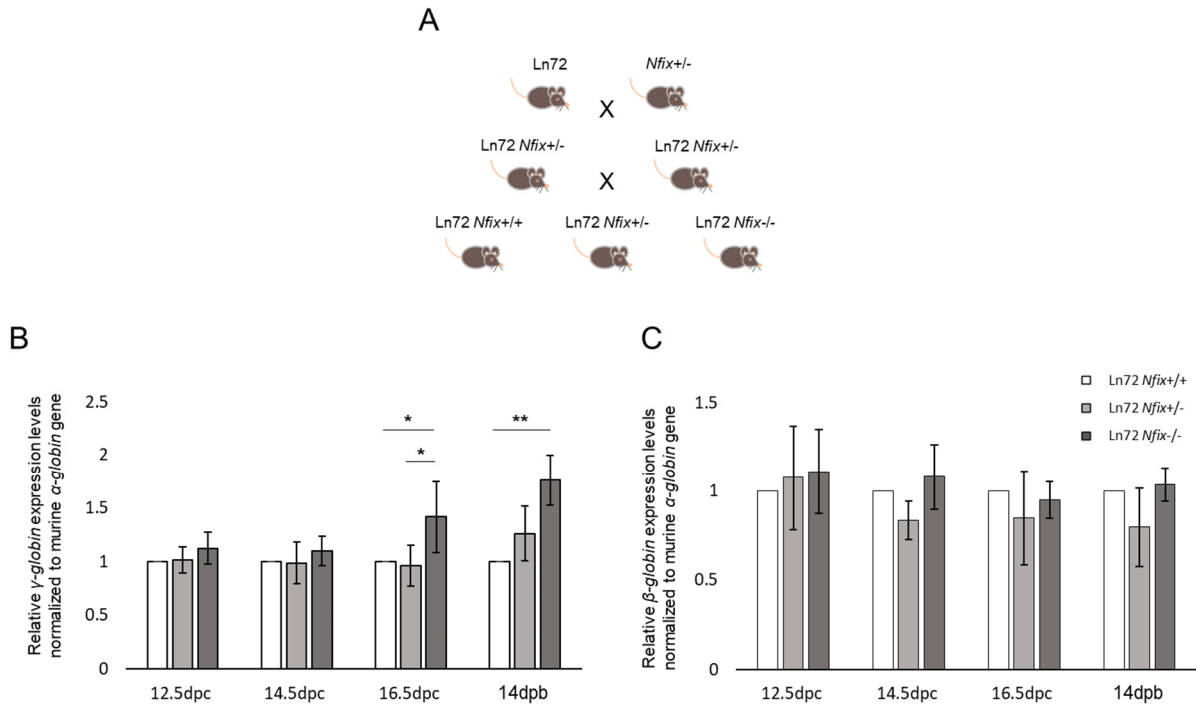 A
Ln72 Nfix+/-
X
Ln72 Nfix+/- Ln72 Nfix+/-
X
Ln72 Nfix+/+ Ln72 Nfix+/- Ln72 Nfix-/-
B
Relative γ-globin expression levels
normalized to murine α-globin gene
2.5
2
1.5
1
0.5
0
* *
*
**
12.5dpc 14.5dpc 16.5dpc 14dpb
C
Relative β-globin expression levels
normalized to murine α-globin gene
1.5
1
0.5
0
Ln72 Nfix+/+
Ln72 Nfix+/-
Ln72 Nfix-/-
12.5dpc 14.5dpc 16.5dpc 14dpb